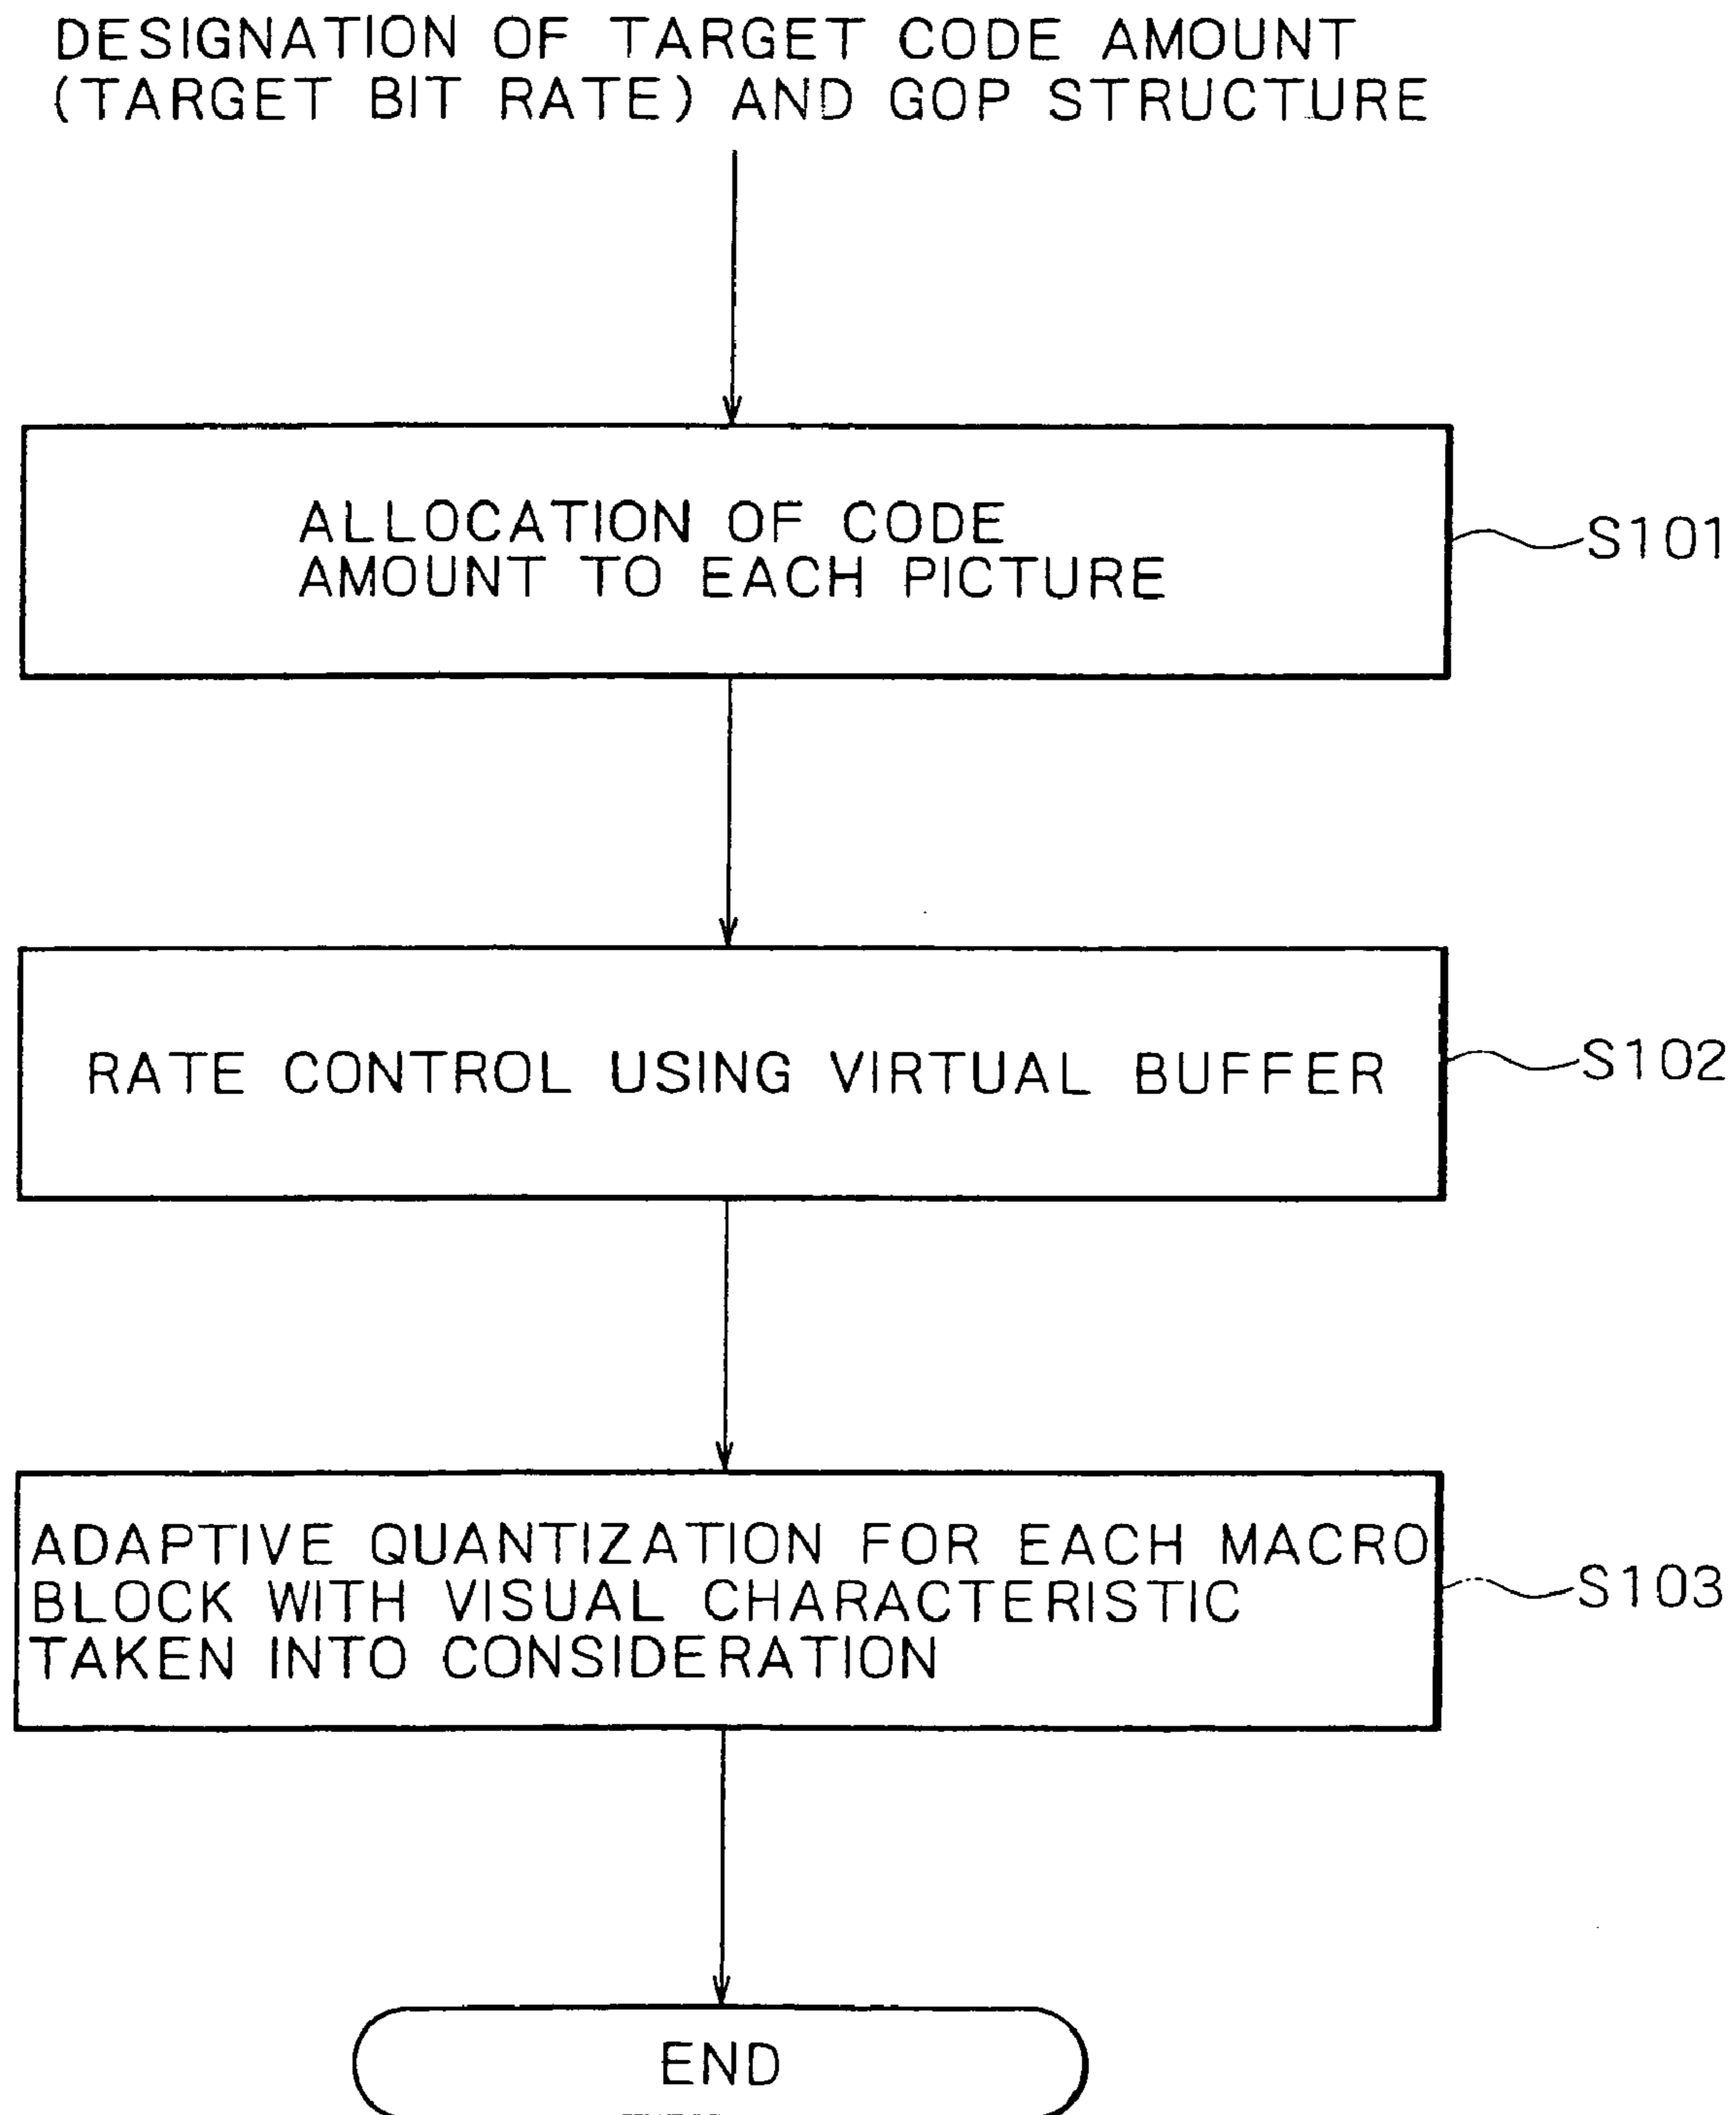 DESIGNATION OF TARGET CODE AMOUNT
(TARGET BIT RATE) AND GOP STRUCTURE
ALLOCATION OF CODE
AMOUNT TO EACH PICTURE
S101
RATE CONTROL USING VIRTUAL BUFFER
S102
ADAPTIVE QUANTIZATION FOR EACH MACRO
BLOCK WITH VISUAL CHARACTERISTIC
TAKEN INTO CONSIDERATION
S103
END